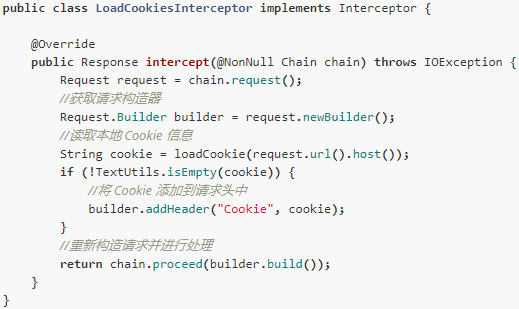 public class LoadCookiesInterceptor implements Interceptor {
@Override
public Response intercept(@NonNull Chain chain) throws IOException {
Request request = chain.request();
//获取请求构造器
Request.Builder builder = request.newBuilder();
//读取本地 Cookie 信息
String cookie = loadCookie(request.url().host());
if (!TextUtils.isEmpty(cookie)) {
//将 Cookie 添加到请求头中
builder.addHeader("Cookie", cookie);
}
//重新构造请求并进行处理
return chain.proceed(builder.build());
}
}